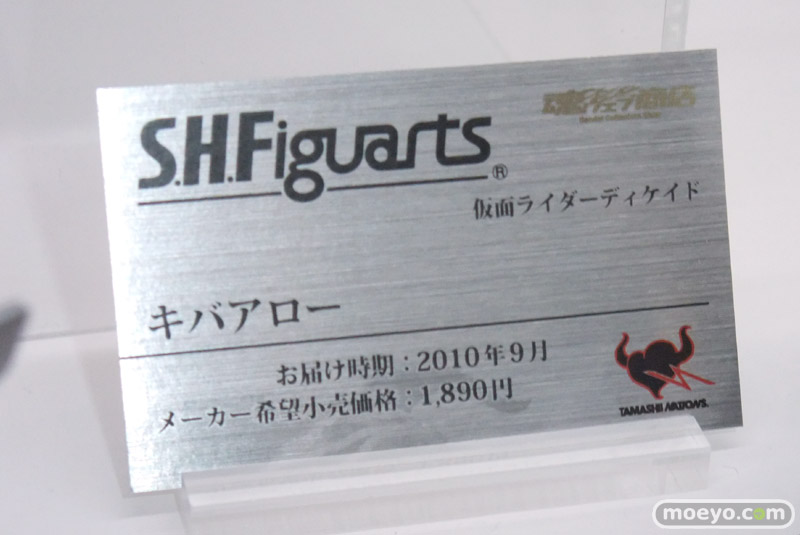 魂ウェブ商店
S.H.Figuarts®
仮面ライダーディケイド
キバアロー
お届け時期：2010年9月
メーカー希望小売価格：1,890円
TAMASHII NATIONS
moeyo.com